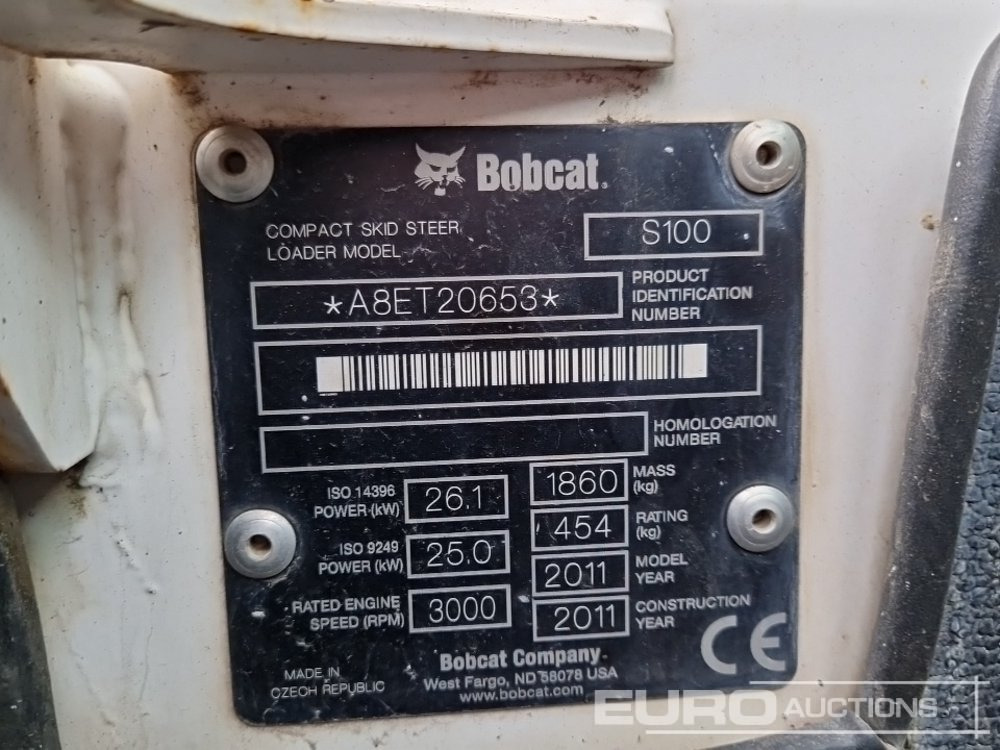 Bobcat.
COMPACT SKID STEER
LOADER MODEL
S100
*A8ET20653*
PRODUCT
IDENTIFICATION
NUMBER
HOMOLOGATION
NUMBER
ISO 14396
POWER (kW)
26.1
1860
MASS
(kg)
ISO 9249
POWER (kW)
25.0
454
RATING
(kg)
2011
MODEL
YEAR
RATED ENGINE
SPEED (RPM)
3000
2011
CONSTRUCTION
YEAR
CE
MADE IN
CZECH REPUBLIC
Bobcat Company
West Fargo, ND 58078 USA
www.bobcat.com
EURO AUCTIONS